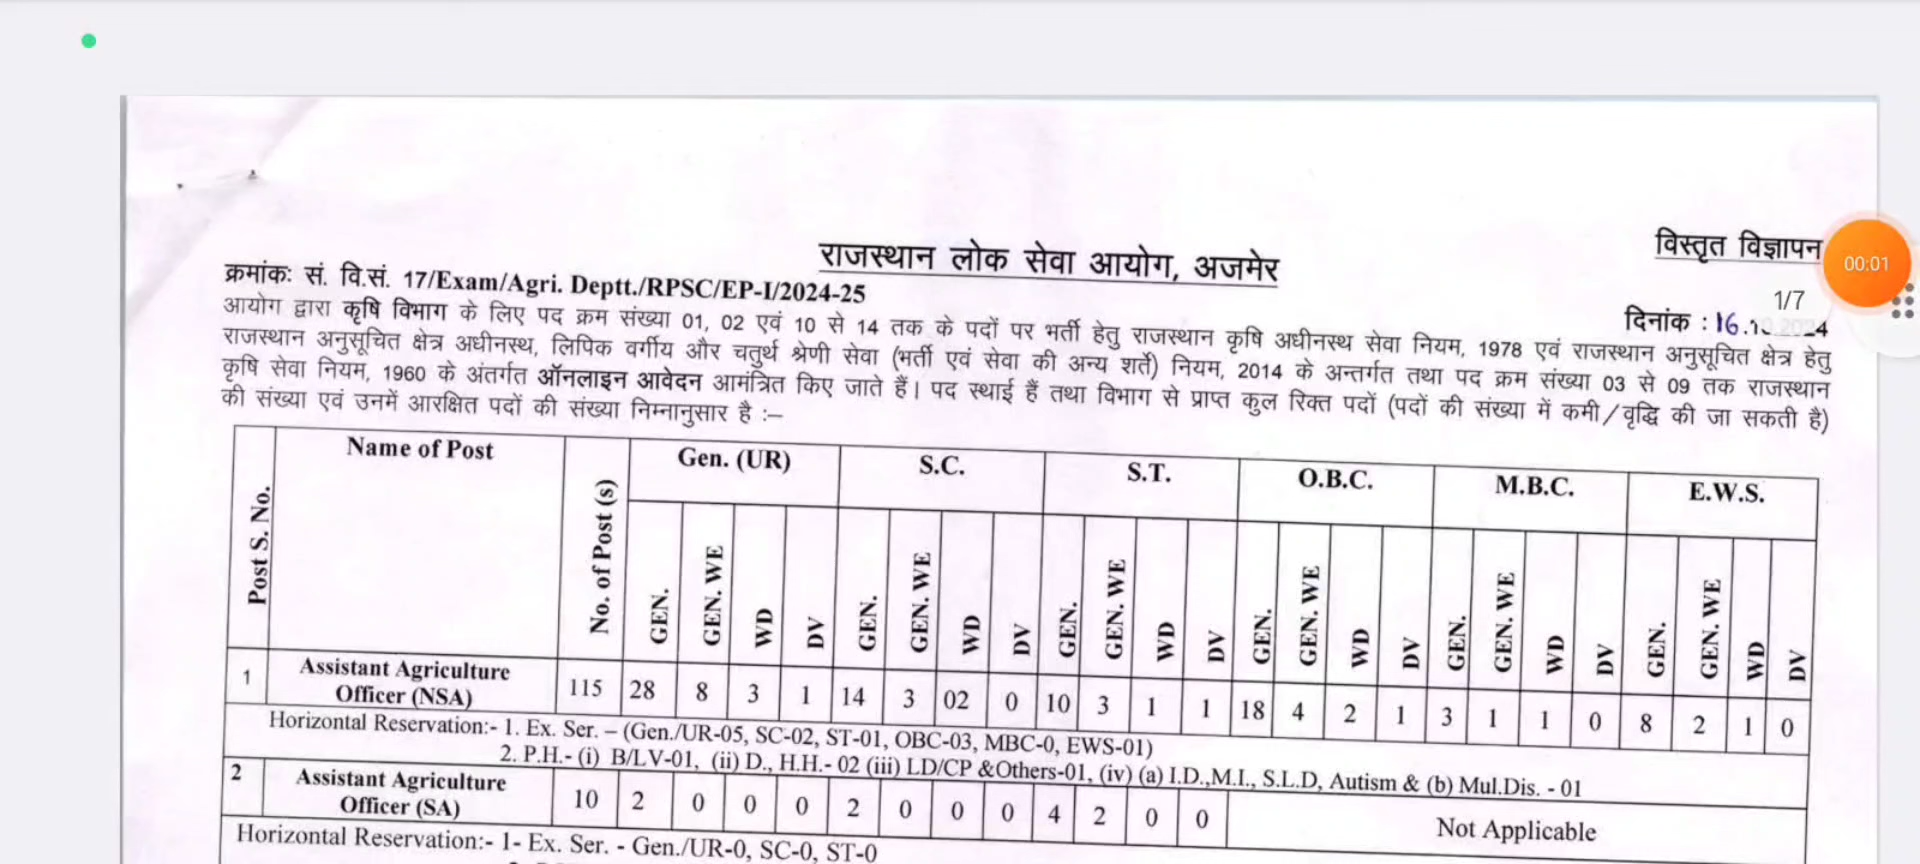 विस्तृत विज्ञापन
00:01
1/7
राजस्थान लोक सेवा आयोग, अजमेर
क्रमांकः सं. वि.सं. 17/Exam/Agri. Deptt./RPSC/EP-I/2024-25
दिनांक : 16.10.2024
आयोग द्वारा कृषि विभाग के लिए पद क्रम संख्या 01, 02 एवं 10 से 14 तक के पदों पर भर्ती हेतु राजस्थान कृषि अधीनस्थ सेवा नियम, 1978 एवं राजस्थान अनुसूचित क्षेत्र हेतु
राजस्थान अनुसूचित क्षेत्र अधीनस्थ, लिपिक वर्गीय और चतुर्थ श्रेणी सेवा (भर्ती एवं सेवा की अन्य शर्ते) नियम, 2014 के अन्तर्गत तथा पद क्रम संख्या 03 से 09 तक राजस्थान
कृषि सेवा नियम, 1960 के अंतर्गत ऑनलाइन आवेदन आमंत्रित किए जाते हैं। पद स्थाई हैं तथा विभाग से प्राप्त कुल रिक्त पदों (पदों की संख्या में कमी/वृद्धि की जा सकती है)
की संख्या एवं उनमें आरक्षित पदों की संख्या निम्नानुसार है :–
Post S. No. Name of Post No. of Post (s) Gen. (UR) S.C. S.T. O.B.C. M.B.C. E.W.S.
GEN. GEN. WE WD DV GEN. GEN. WE WD DV GEN. GEN. WE WD DV GEN. GEN. WE WD DV GEN. GEN. WE WD DV GEN. GEN. WE WD DV
1 Assistant Agriculture Officer (NSA) 115 28 8 3 1 14 3 02 0 10 3 1 1 18 4 2 1 3 1 1 0 8 2 1 0
Horizontal Reservation:- 1. Ex. Ser. – (Gen./UR-05, SC-02, ST-01, OBC-03, MBC-0, EWS-01)
2. P.H.- (i) B/LV-01, (ii) D., H.H.- 02 (iii) LD/CP &Others-01, (iv) (a) I.D.,M.I., S.L.D, Autism & (b) Mul.Dis. - 01
2 Assistant Agriculture Officer (SA) 10 2 0 0 0 2 0 0 0 4 2 0 0 Not Applicable
Horizontal Reservation:- 1- Ex. Ser. - Gen./UR-0, SC-0, ST-0